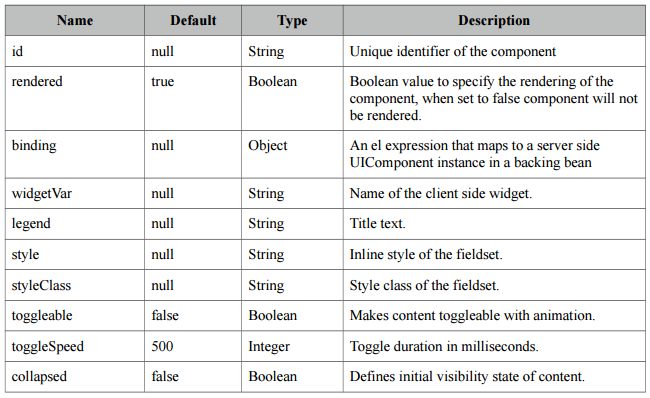 Name Default Type Description
id null String Unique identifier of the component
rendered true Boolean Boolean value to specify the rendering of the
component, when set to false component will not
be rendered.
binding null Object An el expression that maps to a server side
UIComponent instance in a backing bean
widgetVar null String Name of the client side widget.
legend null String Title text.
style null String Inline style of the fieldset.
styleClass null String Style class of the fieldset.
toggleable false Boolean Makes content toggleable with animation.
toggleSpeed 500 Integer Toggle duration in milliseconds.
collapsed false Boolean Defines initial visibility state of content.